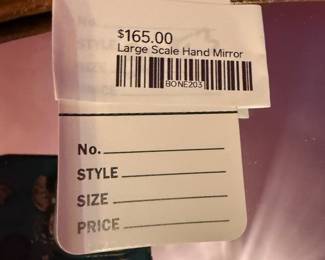 $165.00
Large Scale Hand Mirror
BONE203
No.
STYLE
SIZE
PRICE